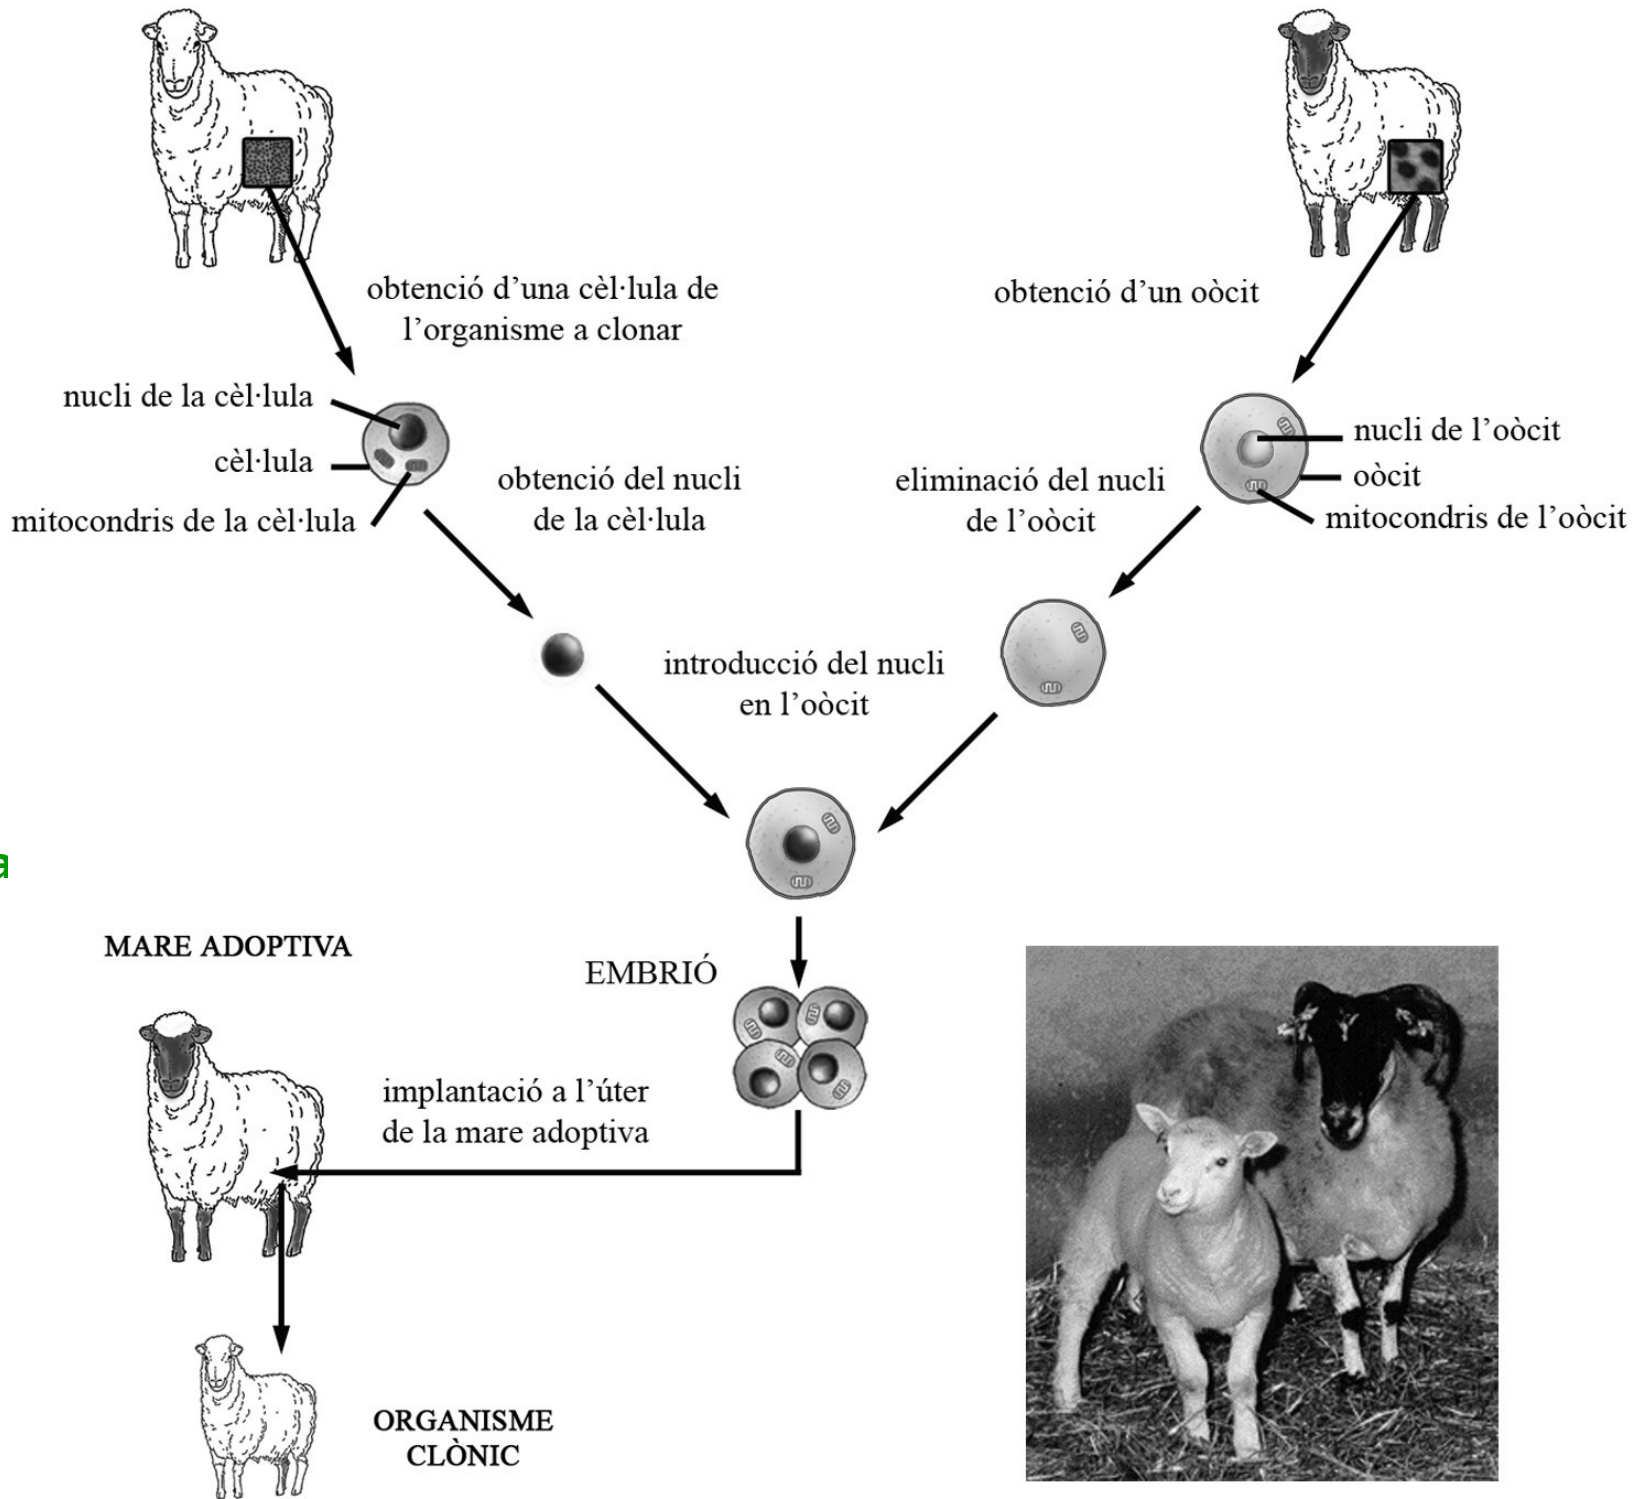 obtenció d’una cèl·lula de
l’organisme a clonar
obtenció d’un oòcit
nucli de la cèl·lula
cèl·lula
mitocondris de la cèl·lula
nucli de l’oòcit
oòcit
mitocondris de l’oòcit
obtenció del nucli
de la cèl·lula
eliminació del nucli
de l’oòcit
introducció del nucli
en l’oòcit
a
MARE ADOPTIVA
EMBRIÓ
implantació a l’úter
de la mare adoptiva
ORGANISME
CLÒNIC